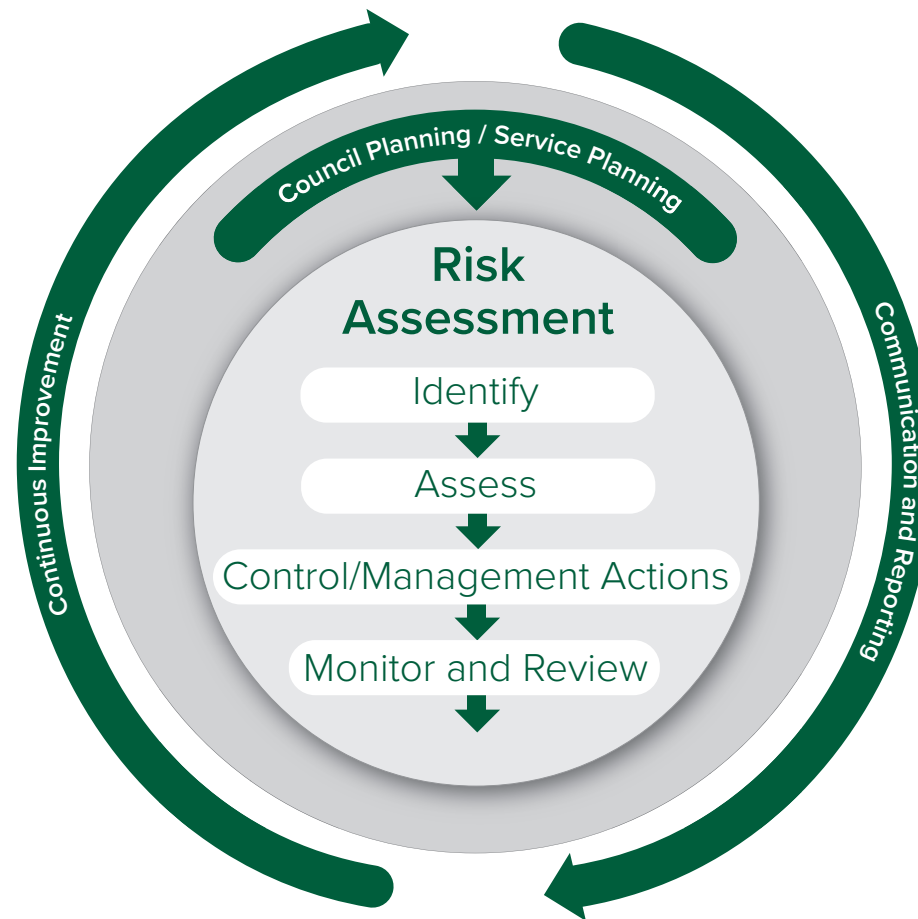 Council Planning / Service Planning
Risk
Assessment
Identify
Assess
Control/Management Actions
Monitor and Review
Continuous Improvement
Communication and Reporting